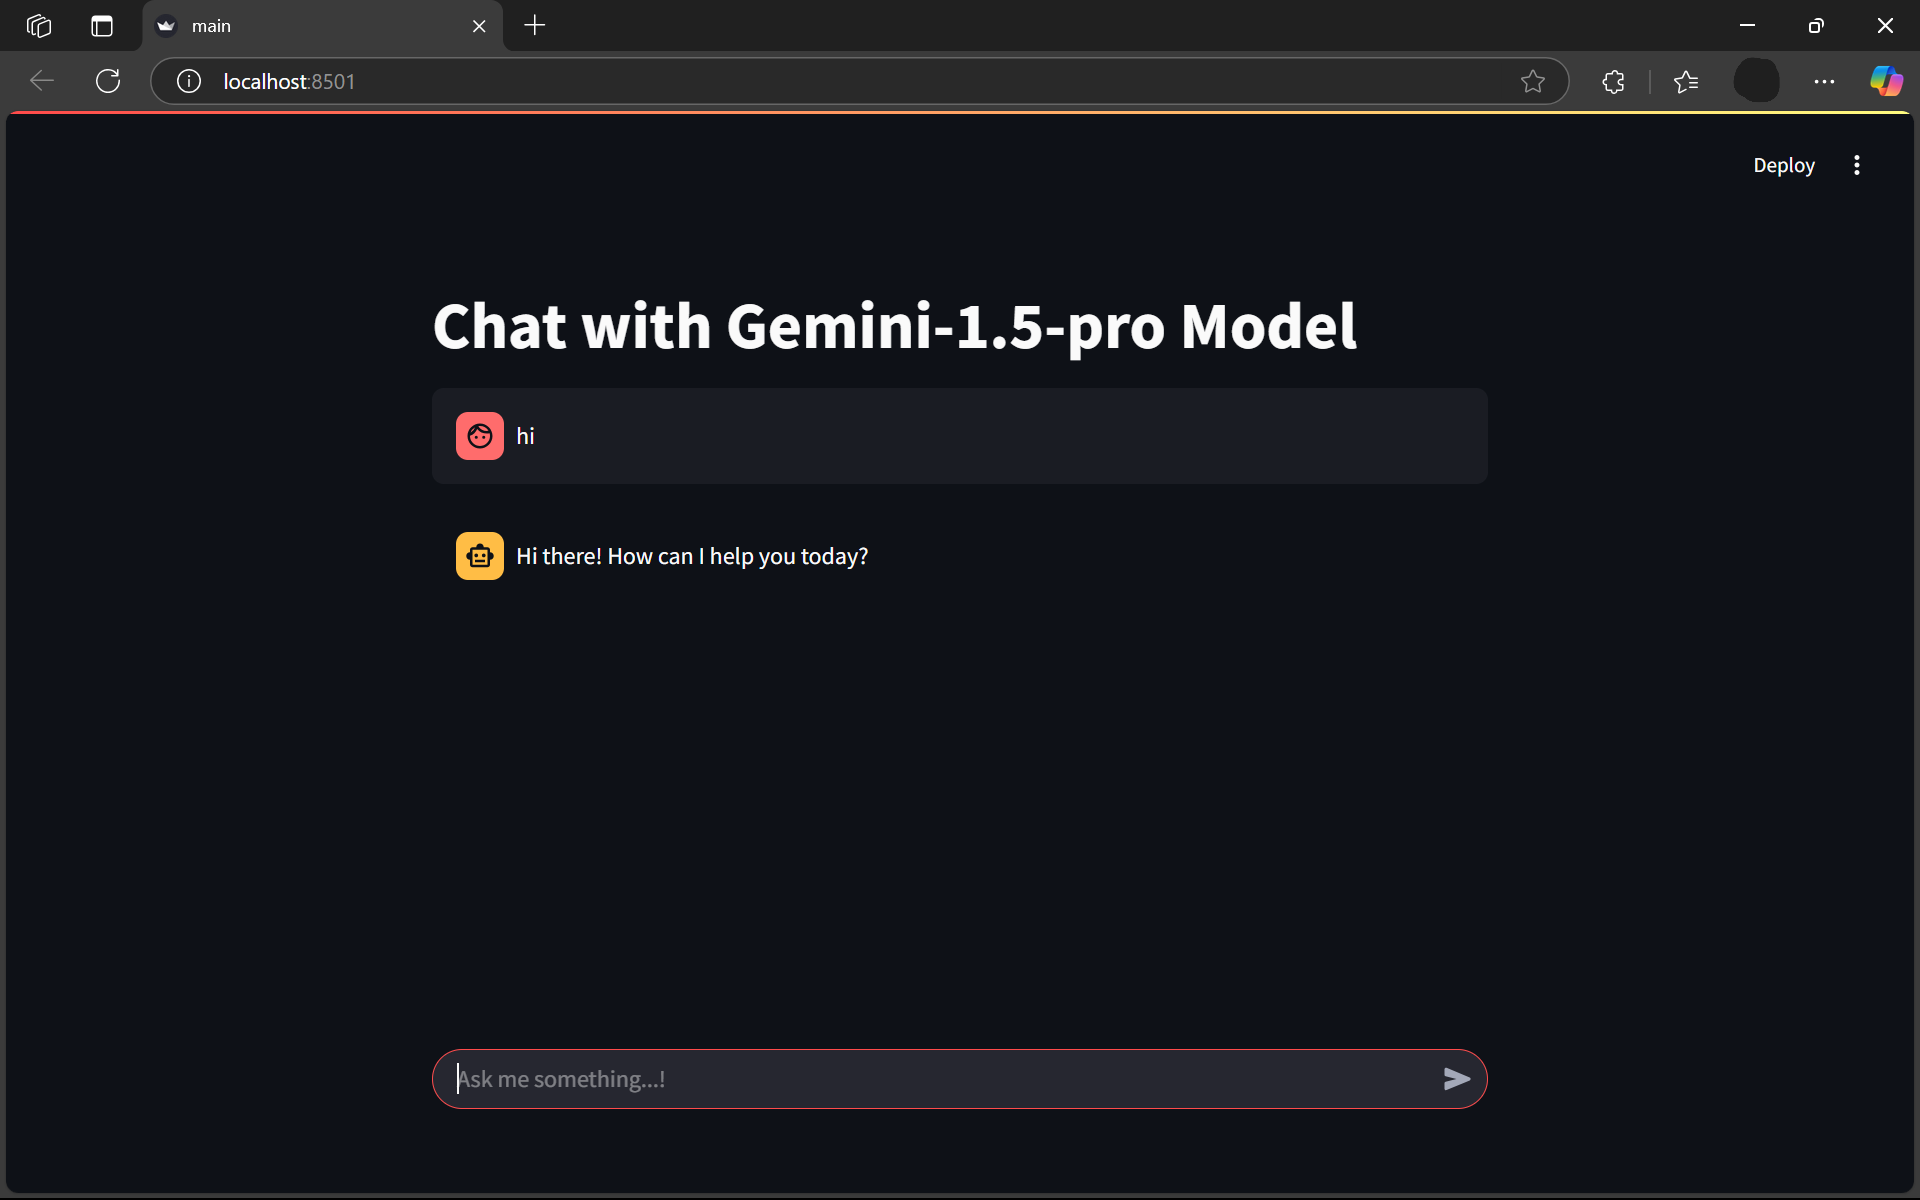 main
localhost:8501
Deploy
Chat with Gemini-1.5-pro Model
hi
Hi there! How can I help you today?
Ask me something...!